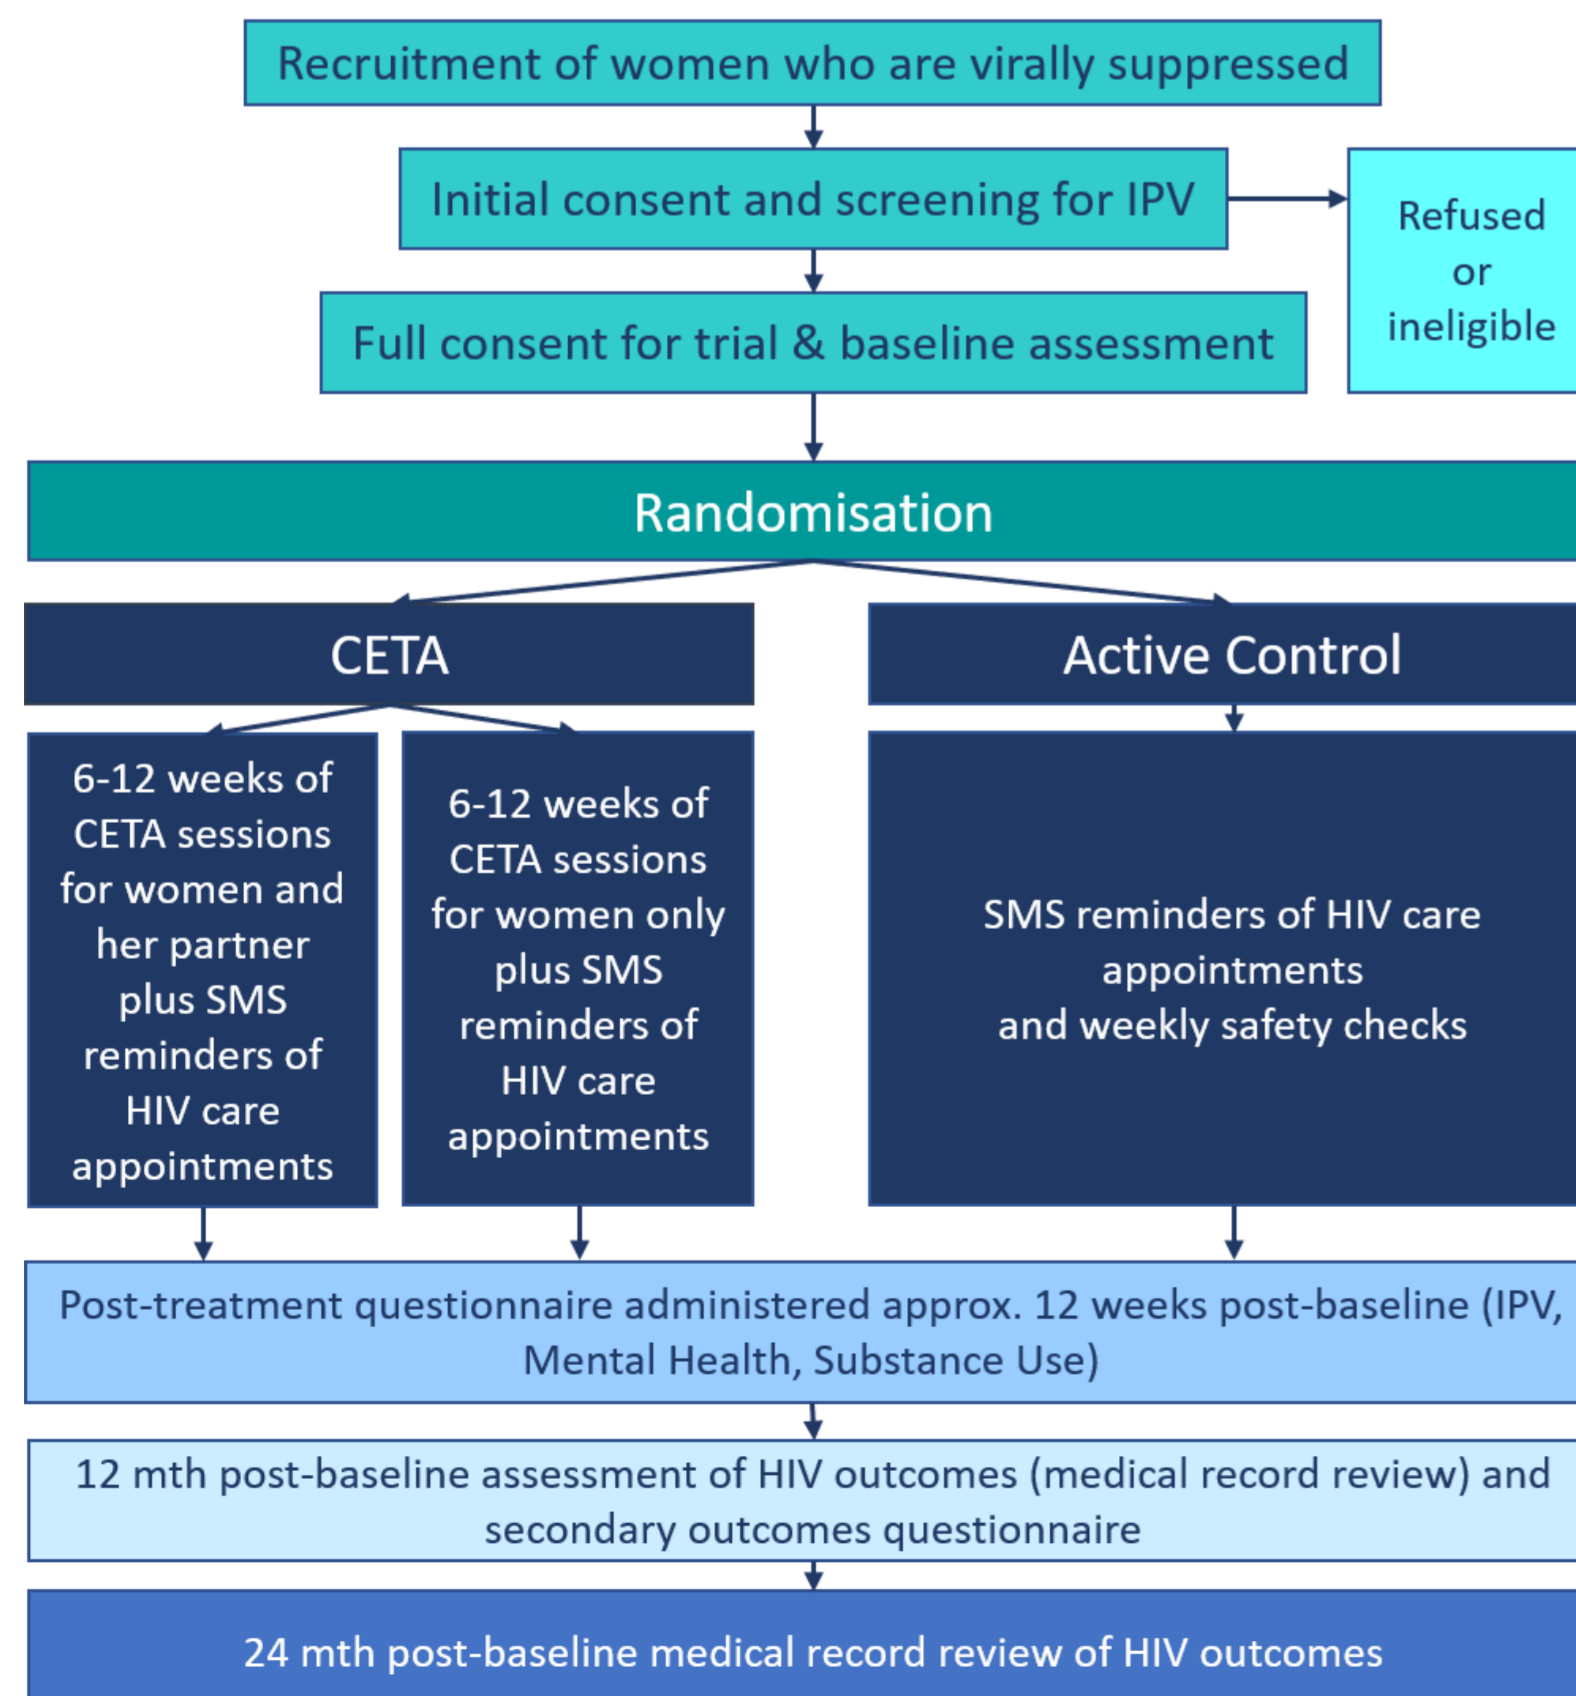 Recruitment of women who are virally suppressed
Initial consent and screening for IPV
Refused
or
ineligible
Full consent for trial & baseline assessment
Randomisation
CETA
Active Control
6-12 weeks of
CETA sessions
for women and
her partner
plus SMS
reminders of
HIV care
appointments
6-12 weeks of
CETA sessions
for women only
plus SMS
reminders of
HIV care
appointments
SMS reminders of HIV care
appointments
and weekly safety checks
Post-treatment questionnaire administered approx. 12 weeks post-baseline (IPV,
Mental Health, Substance Use)
12 mth post-baseline assessment of HIV outcomes (medical record review) and
secondary outcomes questionnaire
24 mth post-baseline medical record review of HIV outcomes